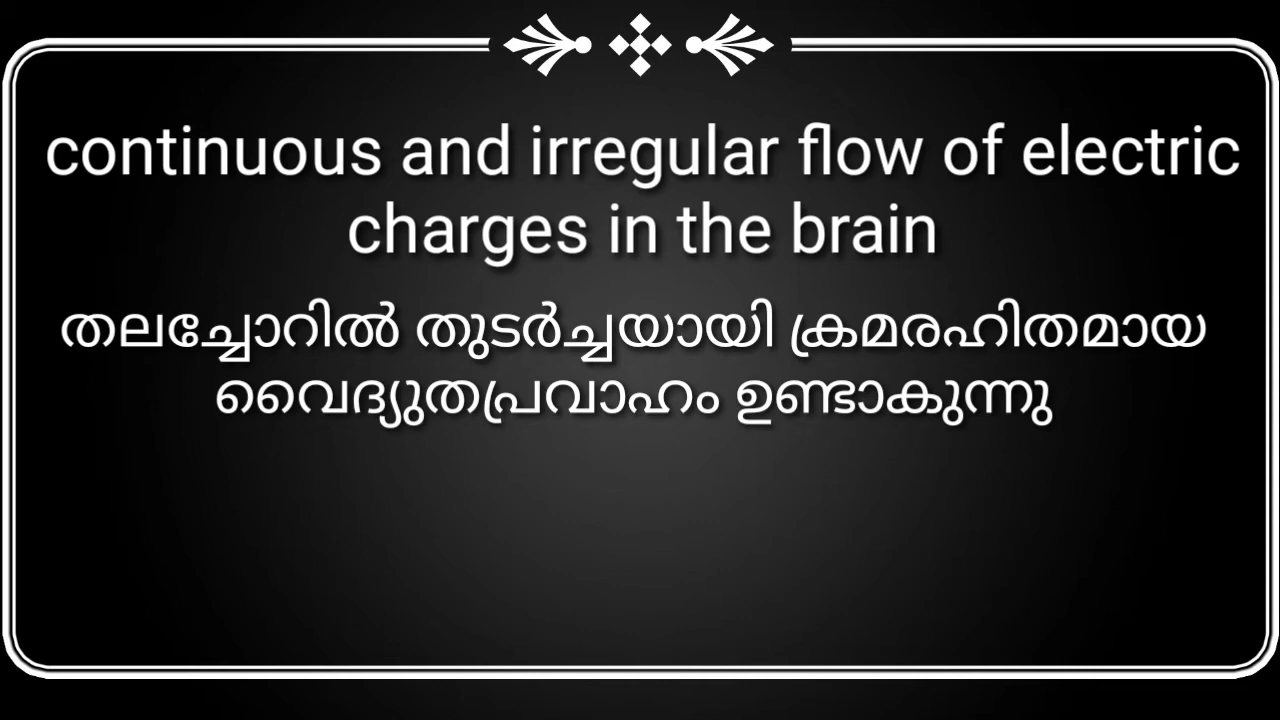 continuous and irregular flow of electric
charges in the brain
തലച്ചോറിൽ തുടർച്ചയായി ക്രമരഹിതമായ
വൈദ്യുതപ്രവാഹം ഉണ്ടാകുന്നു